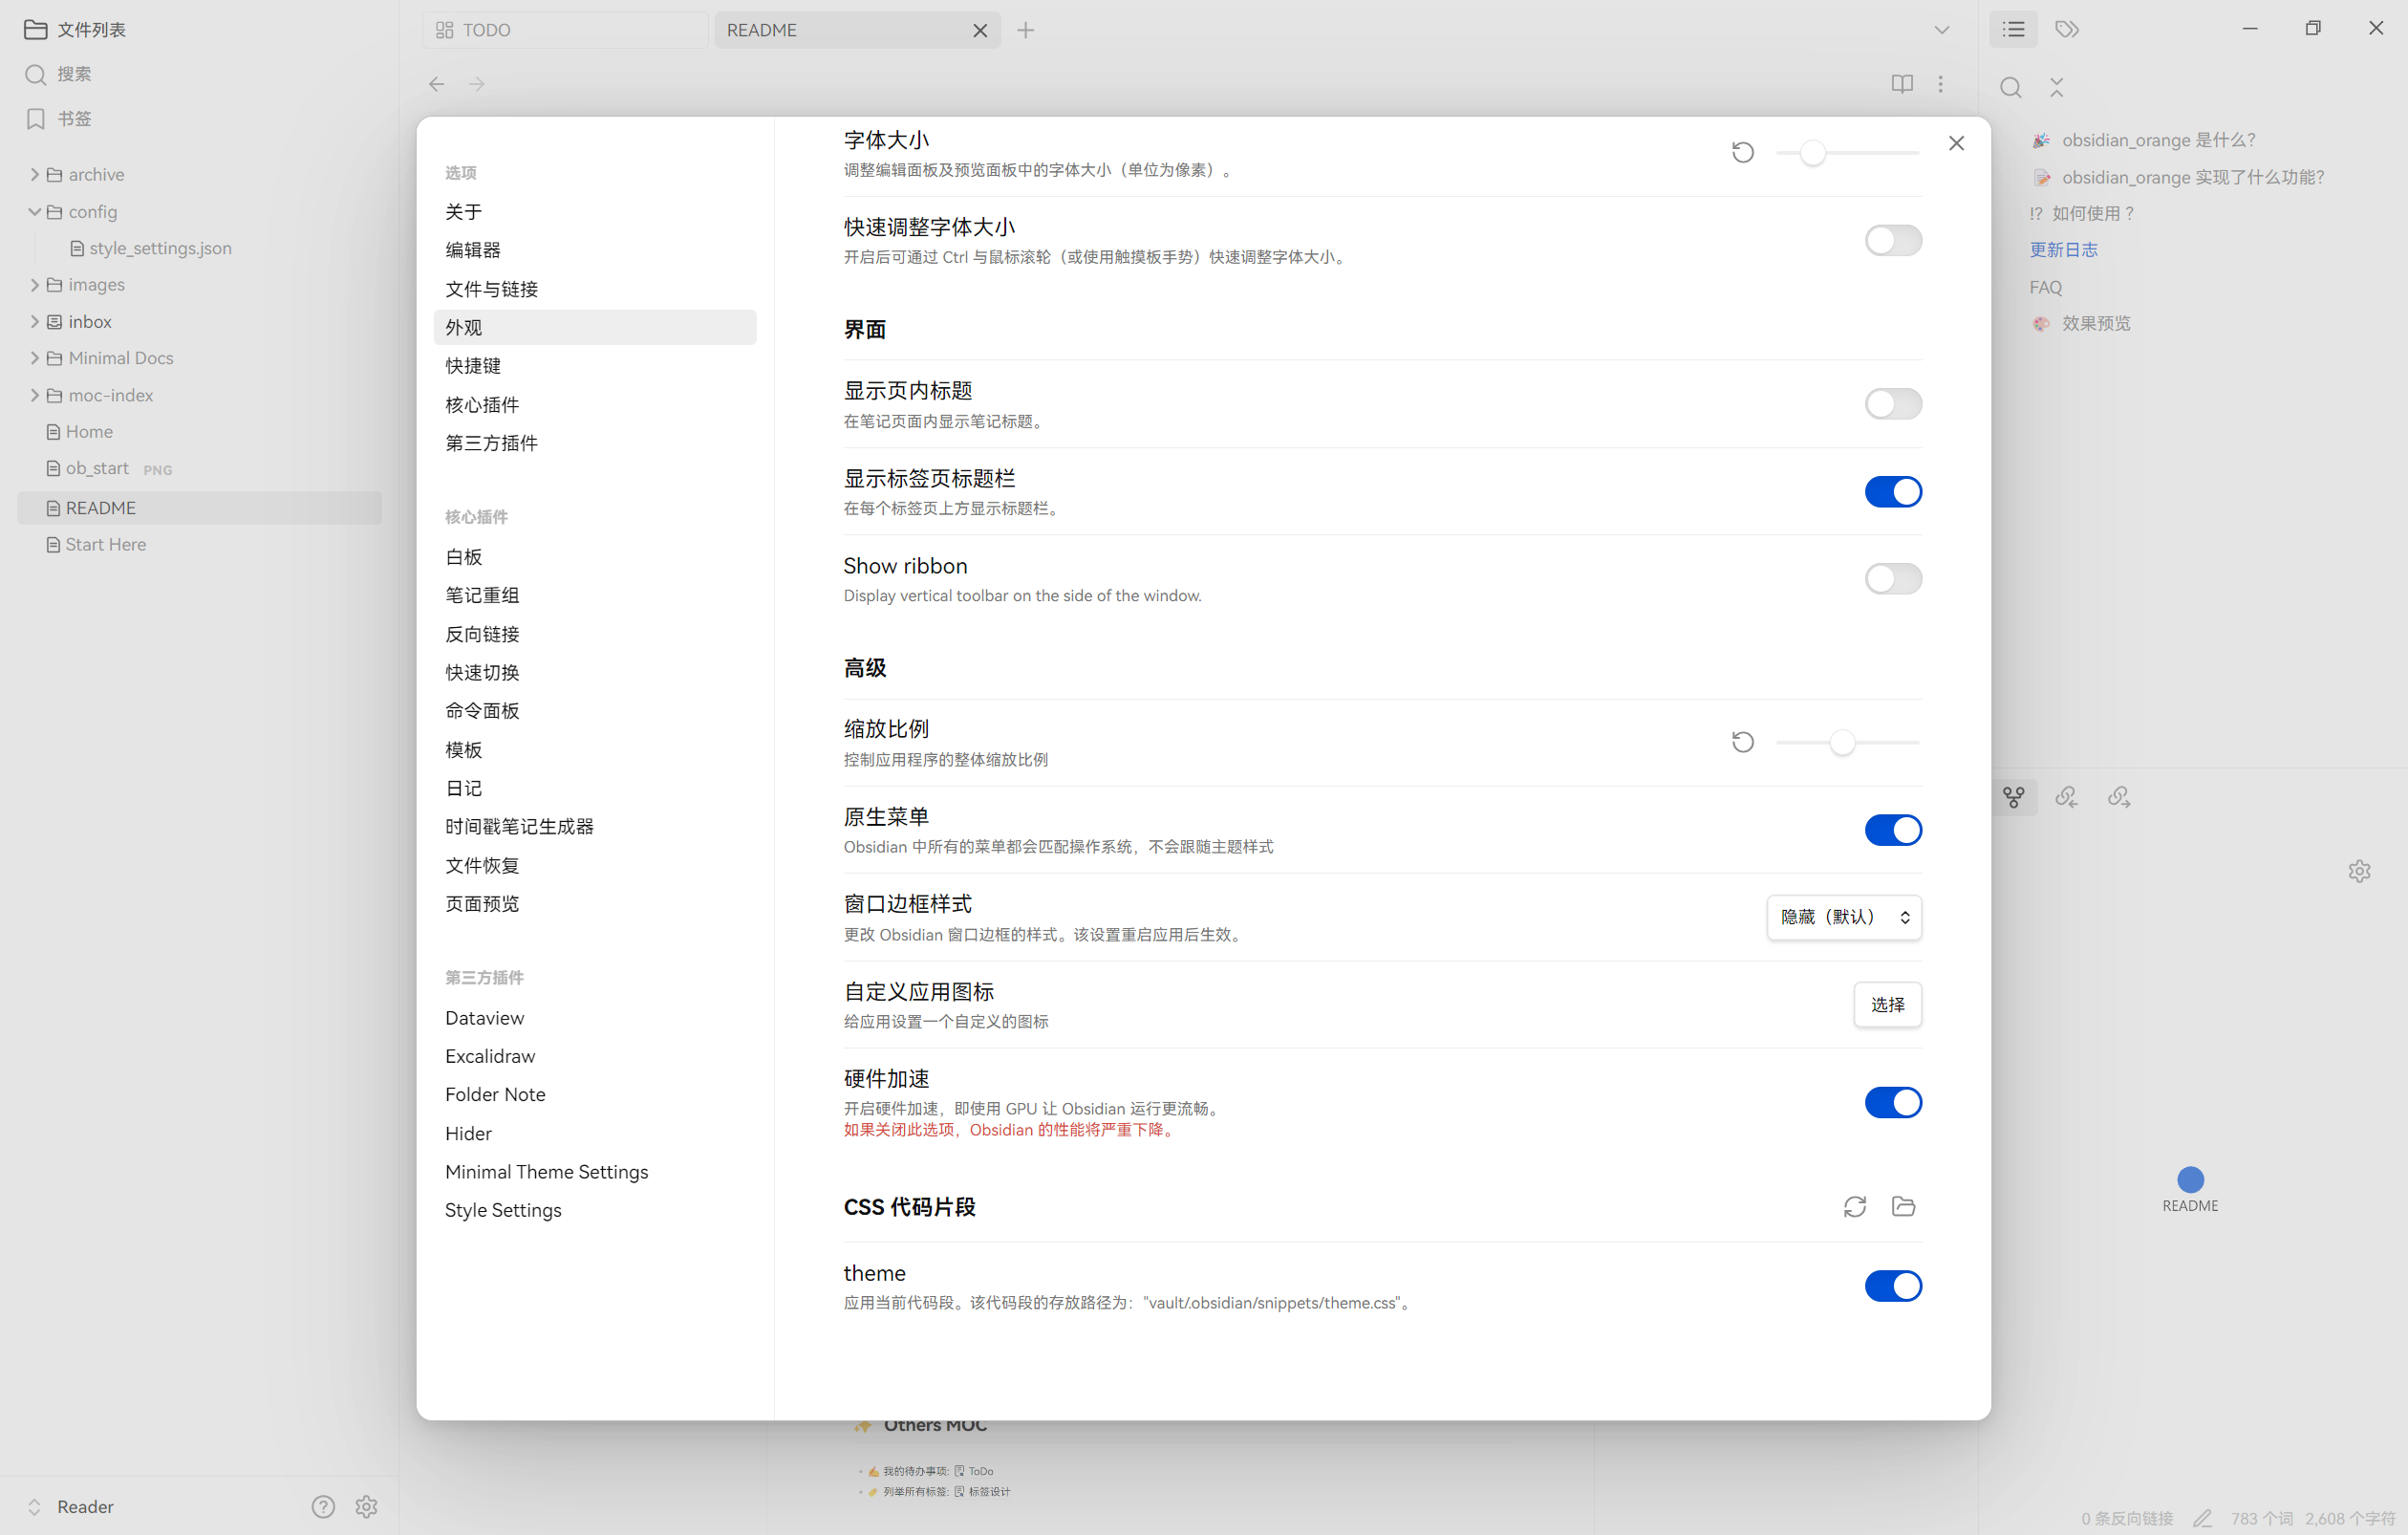 文件列表
搜索
书签
archive
config
style_settings.json
images
inbox
Minimal Docs
moc-index
Home
ob_start PNG
README
Start Here
Reader
TODO
README
选项
关于
编辑器
文件与链接
外观
快捷键
核心插件
第三方插件
核心插件
白板
笔记重组
反向链接
快速切换
命令面板
模板
日记
时间戳笔记生成器
文件恢复
页面预览
第三方插件
Dataview
Excalidraw
Folder Note
Hider
Minimal Theme Settings
Style Settings
字体大小
调整编辑面板及预览面板中的字体大小（单位为像素）。
快速调整字体大小
开启后可通过 Ctrl 与鼠标滚轮（或使用触摸板手势）快速调整字体大小。
界面
显示页内标题
在笔记页面内显示笔记标题。
显示标签页标题栏
在每个标签页上方显示标题栏。
Show ribbon
Display vertical toolbar on the side of the window.
高级
缩放比例
控制应用程序的整体缩放比例
原生菜单
Obsidian 中所有的菜单都会匹配操作系统，不会跟随主题样式
窗口边框样式
更改 Obsidian 窗口边框的样式。该设置重启应用后生效。
隐藏（默认）
自定义应用图标
给应用设置一个自定义的图标
选择
硬件加速
开启硬件加速，即使用 GPU 让 Obsidian 运行更流畅。
如果关闭此选项，Obsidian 的性能将严重下降。
CSS 代码片段
theme
应用当前代码段。该代码段的存放路径为："vault/.obsidian/snippets/theme.css"。
Others MOC
我的待办事项: ToDo
列举所有标签: 标签设计
obsidian_orange 是什么？
obsidian_orange 实现了什么功能？
⁉ 如何使用？
更新日志
FAQ
效果预览
README
0 条反向链接 783 个词 2,608 个字符